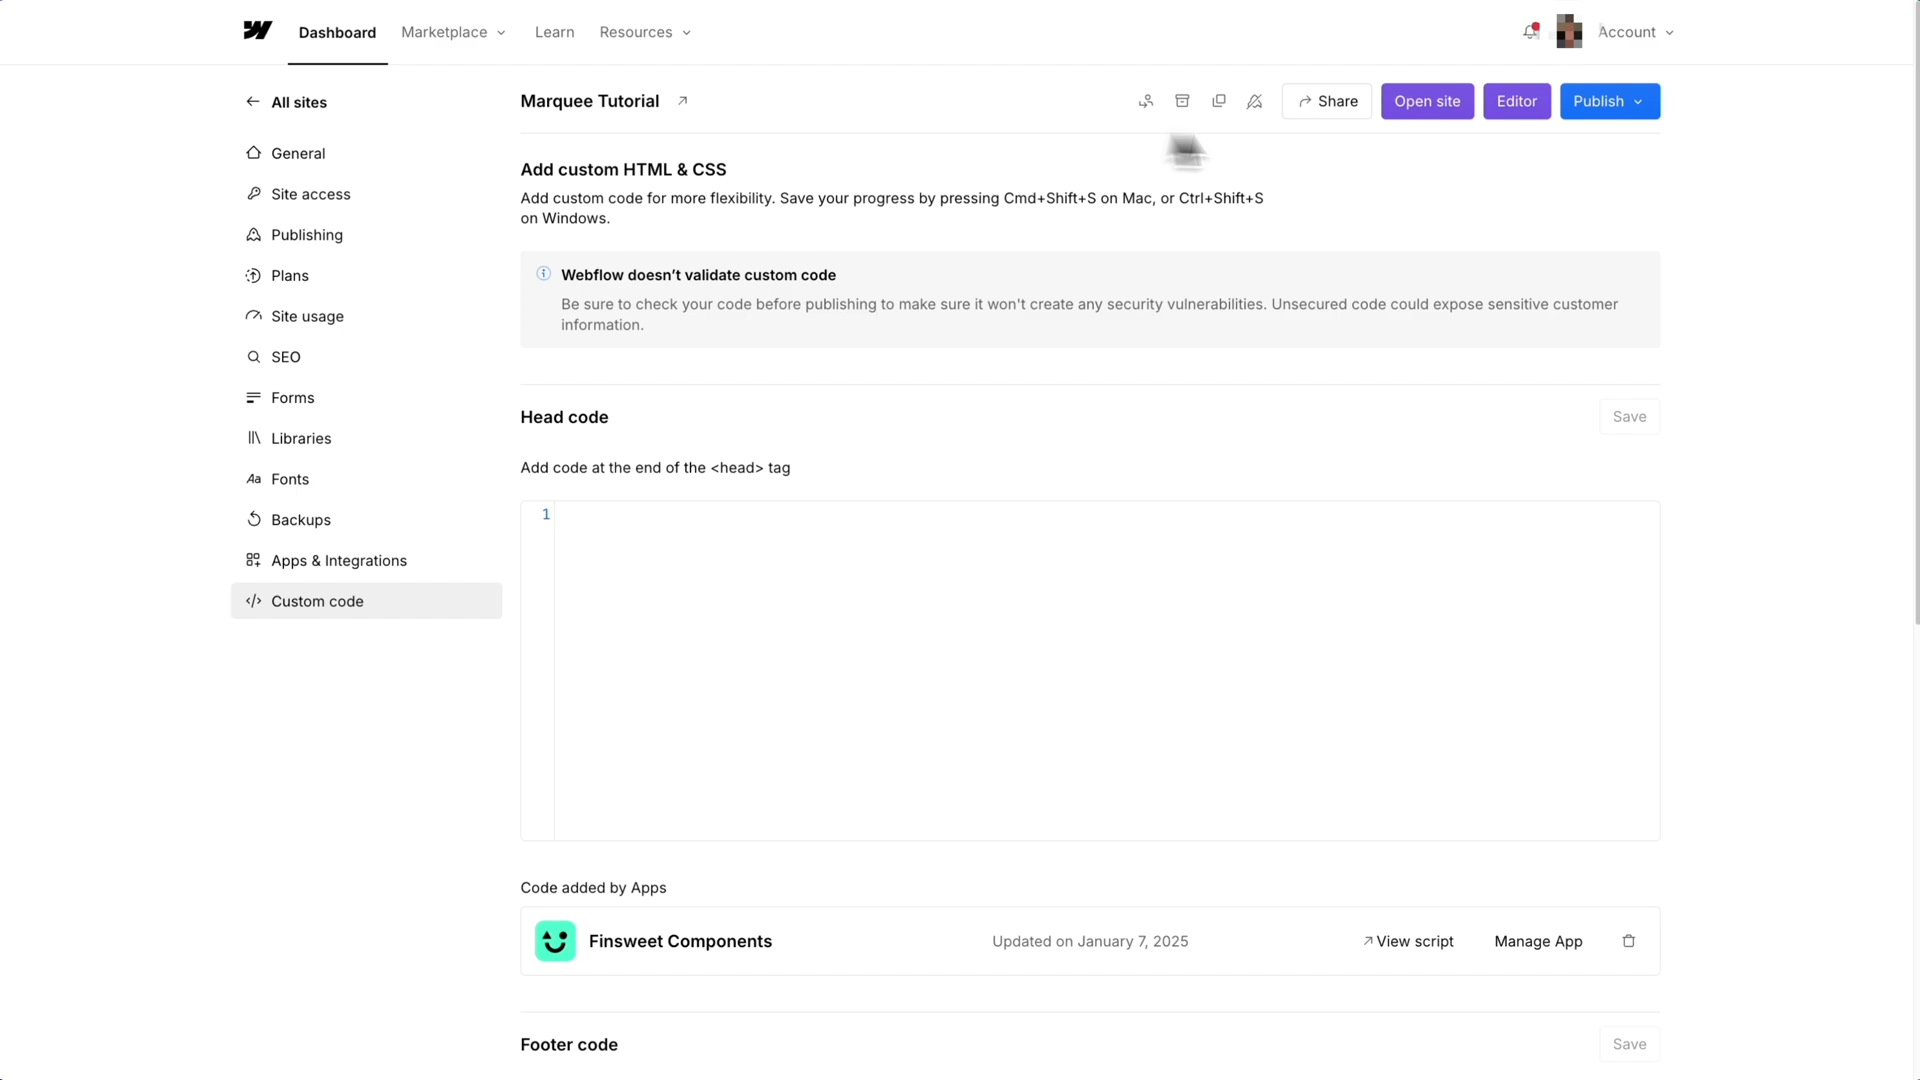 Dashboard
Marketplace
Learn
Resources
Account
All sites
General
Site access
Publishing
Plans
Site usage
SEO
Forms
Libraries
Aa Fonts
Backups
Apps & Integrations
</> Custom code
Marquee Tutorial
Share
Open site
Editor
Publish
Add custom HTML & CSS
Add custom code for more flexibility. Save your progress by pressing Cmd+Shift+S on Mac, or Ctrl+Shift+S
on Windows.
Webflow doesn’t validate custom code
Be sure to check your code before publishing to make sure it won't create any security vulnerabilities. Unsecured code could expose sensitive customer
information.
Head code
Save
Add code at the end of the <head> tag
1
Code added by Apps
Finsweet Components
Updated on January 7, 2025
View script
Manage App
Footer code
Save